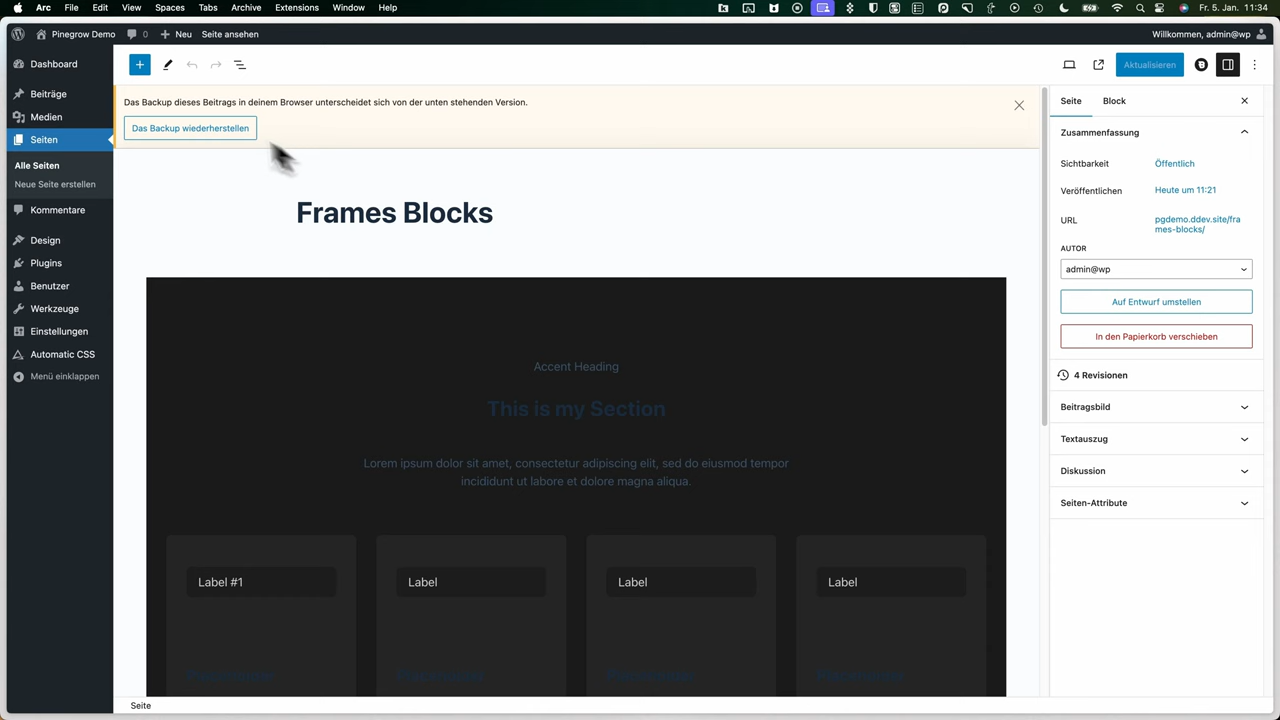 Arc File Edit View Spaces Tabs Archive Extensions Window Help
Fr. 5. Jan. 11:34
Pinegrow Demo 0 Neu Seite ansehen
Willkommen, admin@wp
Dashboard
Beiträge
Medien
Seiten
Alle Seiten
Neue Seite erstellen
Kommentare
Design
Plugins
Benutzer
Werkzeuge
Einstellungen
Automatic CSS
Menü einklappen
Aktualisieren
Das Backup dieses Beitrags in deinem Browser unterscheidet sich von der unten stehenden Version.
Das Backup wiederherstellen
Frames Blocks
Accent Heading
This is my Section
Lorem ipsum dolor sit amet, consectetur adipiscing elit, sed do eiusmod tempor
incididunt ut labore et dolore magna aliqua.
Label #1
Label
Label
Label
Seite
Seite Block
Zusammenfassung
Sichtbarkeit Öffentlich
Veröffentlichen Heute um 11:21
URL pgdemo.ddev.site/fra
mes-blocks/
AUTOR
admin@wp
Auf Entwurf umstellen
In den Papierkorb verschieben
4 Revisionen
Beitragsbild
Textauszug
Diskussion
Seiten-Attribute